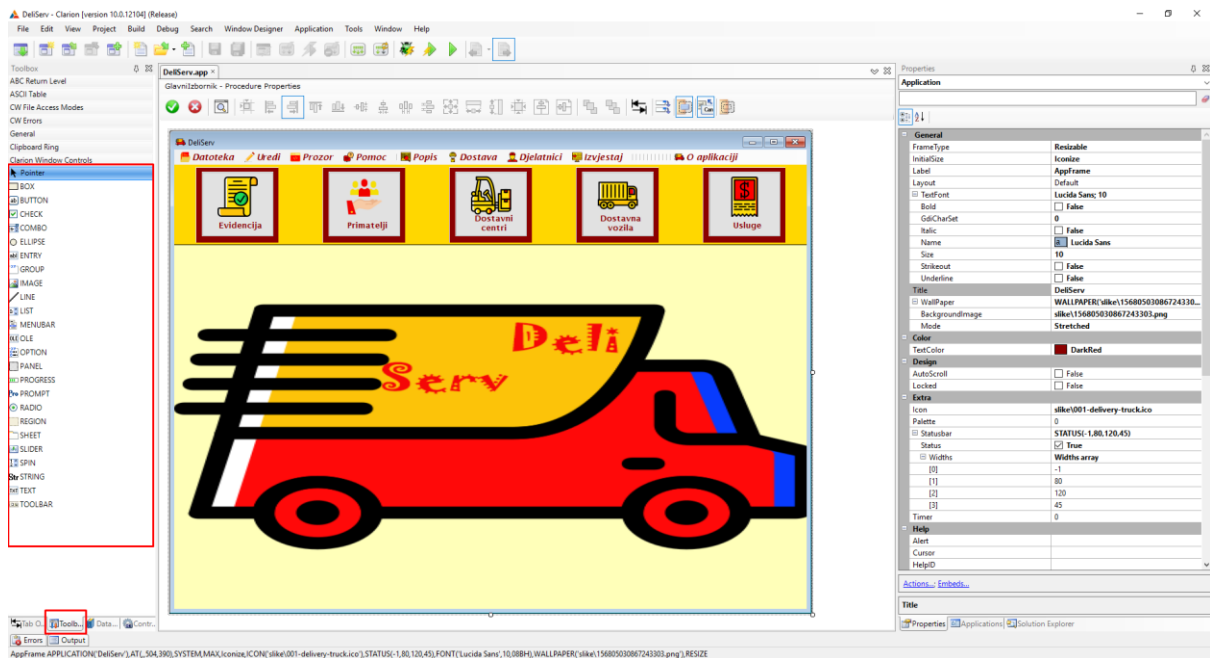 DeliServ - Clarion [version 10.0.12104] (Release)
File Edit View Project Build Debug Search Window Designer Application Tools Window Help
Toolbox
ABC Return Level
ASCII Table
CW File Access Modes
CW Errors
General
Clipboard Ring
Clarion Window Controls
Pointer
BOX
BUTTON
CHECK
COMBO
ELLIPSE
ENTRY
GROUP
IMAGE
LINE
LIST
MENUBAR
OLE
OPTION
PANEL
PROGRESS
PROMPT
RADIO
REGION
SHEET
SLIDER
SPIN
Str STRING
TEXT
TOOLBAR
Tab O... Toolb... Data... Contr...
Errors Output
DeliServ.app
GlavniIzbornik - Procedure Properties
DeliServ
Datoteka Uredi Prozor Pomoc Popis Dostava Djelatnici Izvjestaj O aplikaciji
Evidencija
Primatelji
Dostavni centri
Dostavna vozila
Usluge
Deli
Serv
Properties
Application
General
FrameType Resizable
InitialSize Iconize
Label AppFrame
Layout Default
TextFont Lucida Sans; 10
Bold False
GdiCharSet 0
Italic False
Name Lucida Sans
Size 10
Strikeout False
Underline False
Title DeliServ
WallPaper WALLPAPER('slike\15680503086724330...
BackgroundImage slike\156805030867243303.png
Mode Stretched
Color
TextColor DarkRed
Design
AutoScroll False
Locked False
Extra
Icon slike\001-delivery-truck.ico
Palette 0
Statusbar STATUS(-1,80,120,45)
Status True
Widths Widths array
[0] -1
[1] 80
[2] 120
[3] 45
Timer 0
Help
Alert
Cursor
HelpID
Actions... Embeds...
Title
Properties Applications Solution Explorer
AppFrame APPLICATION('DeliServ'),AT(,,504,390),SYSTEM,MAX,Iconize,ICON('slike\001-delivery-truck.ico'),STATUS(-1,80,120,45),FONT('Lucida Sans',10,08BH),WALLPAPER('slike\156805030867243303.png'),RESIZE